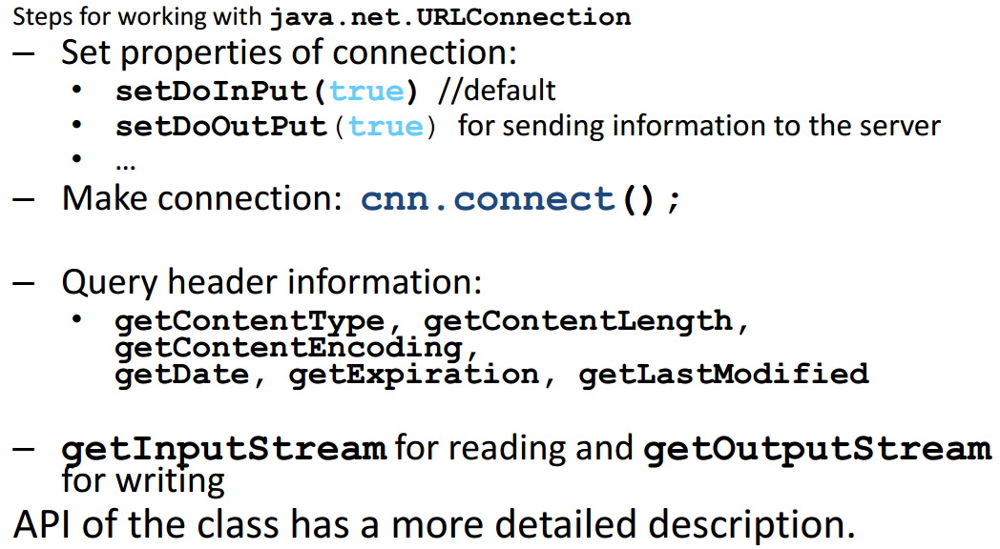 Steps for working with java.net.URLConnection
– Set properties of connection:
• setDoInPut(true) //default
• setDoOutPut(true) for sending information to the server
• …
– Make connection: cnn.connect();
– Query header information:
• getContentType, getContentLength,
getContentEncoding,
getDate, getExpiration, getLastModified
– getInputStream for reading and getOutputStream
for writing
API of the class has a more detailed description.